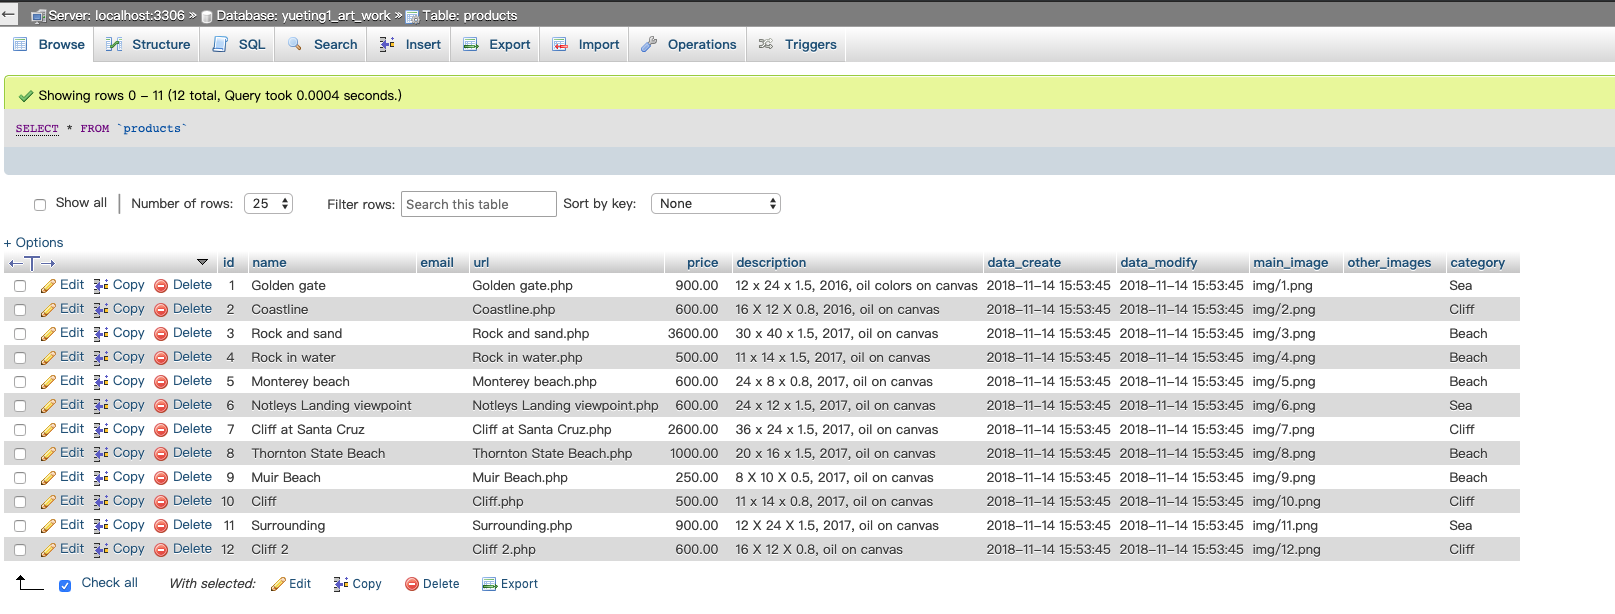 Server: localhost:3306 » Database: yueting1_art_work » Table: products
Browse Structure SQL Search Insert Export Import Operations Triggers
Showing rows 0 – 11 (12 total, Query took 0.0004 seconds.)
SELECT * FROM `products`
Show all | Number of rows: 25 Filter rows: Search this table Sort by key: None
+ Options
←T→ id name email url price description data_create data_modify main_image other_images category
Edit Copy Delete 1 Golden gate Golden gate.php 900.00 12 x 24 x 1.5, 2016, oil colors on canvas 2018-11-14 15:53:45 2018-11-14 15:53:45 img/1.png Sea
Edit Copy Delete 2 Coastline Coastline.php 600.00 16 X 12 X 0.8, 2016, oil on canvas 2018-11-14 15:53:45 2018-11-14 15:53:45 img/2.png Cliff
Edit Copy Delete 3 Rock and sand Rock and sand.php 3600.00 30 x 40 x 1.5, 2017, oil on canvas 2018-11-14 15:53:45 2018-11-14 15:53:45 img/3.png Beach
Edit Copy Delete 4 Rock in water Rock in water.php 500.00 11 x 14 x 1.5, 2017, oil on canvas 2018-11-14 15:53:45 2018-11-14 15:53:45 img/4.png Beach
Edit Copy Delete 5 Monterey beach Monterey beach.php 600.00 24 x 8 x 0.8, 2017, oil on canvas 2018-11-14 15:53:45 2018-11-14 15:53:45 img/5.png Beach
Edit Copy Delete 6 Notleys Landing viewpoint Notleys Landing viewpoint.php 600.00 24 x 12 x 1.5, 2017, oil on canvas 2018-11-14 15:53:45 2018-11-14 15:53:45 img/6.png Sea
Edit Copy Delete 7 Cliff at Santa Cruz Cliff at Santa Cruz.php 2600.00 36 x 24 x 1.5, 2017, oil on canvas 2018-11-14 15:53:45 2018-11-14 15:53:45 img/7.png Cliff
Edit Copy Delete 8 Thornton State Beach Thornton State Beach.php 1000.00 20 x 16 x 1.5, 2017, oil on canvas 2018-11-14 15:53:45 2018-11-14 15:53:45 img/8.png Beach
Edit Copy Delete 9 Muir Beach Muir Beach.php 250.00 8 X 10 X 0.5, 2017, oil on canvas 2018-11-14 15:53:45 2018-11-14 15:53:45 img/9.png Beach
Edit Copy Delete 10 Cliff Cliff.php 500.00 11 x 14 x 0.8, 2017, oil on canvas 2018-11-14 15:53:45 2018-11-14 15:53:45 img/10.png Cliff
Edit Copy Delete 11 Surrounding Surrounding.php 900.00 12 X 24 X 1.5, 2017, oil on canvas 2018-11-14 15:53:45 2018-11-14 15:53:45 img/11.png Sea
Edit Copy Delete 12 Cliff 2 Cliff 2.php 600.00 16 X 12 X 0.8, oil on canvas 2018-11-14 15:53:45 2018-11-14 15:53:45 img/12.png Cliff
Check all With selected: Edit Copy Delete Export